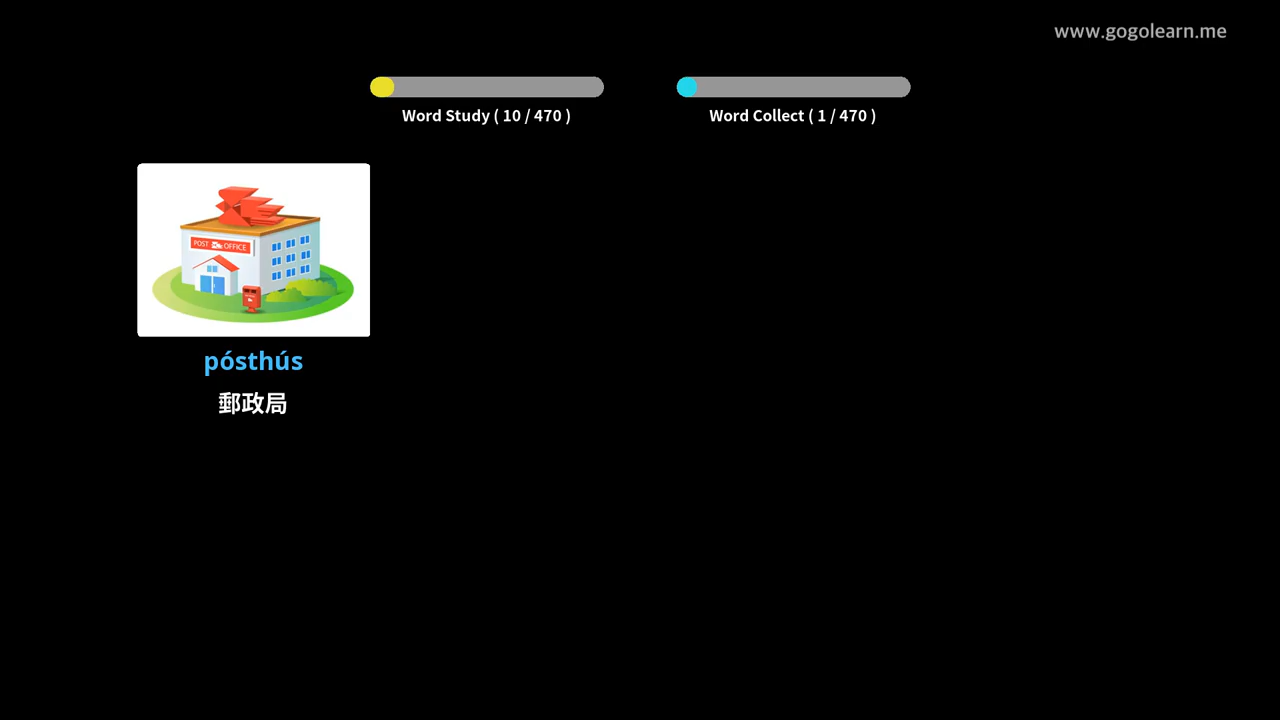 www.gogolearn.me
Word Study ( 10 / 470 )
Word Collect ( 1 / 470 )
POST OFFICE
pósthús
郵政局